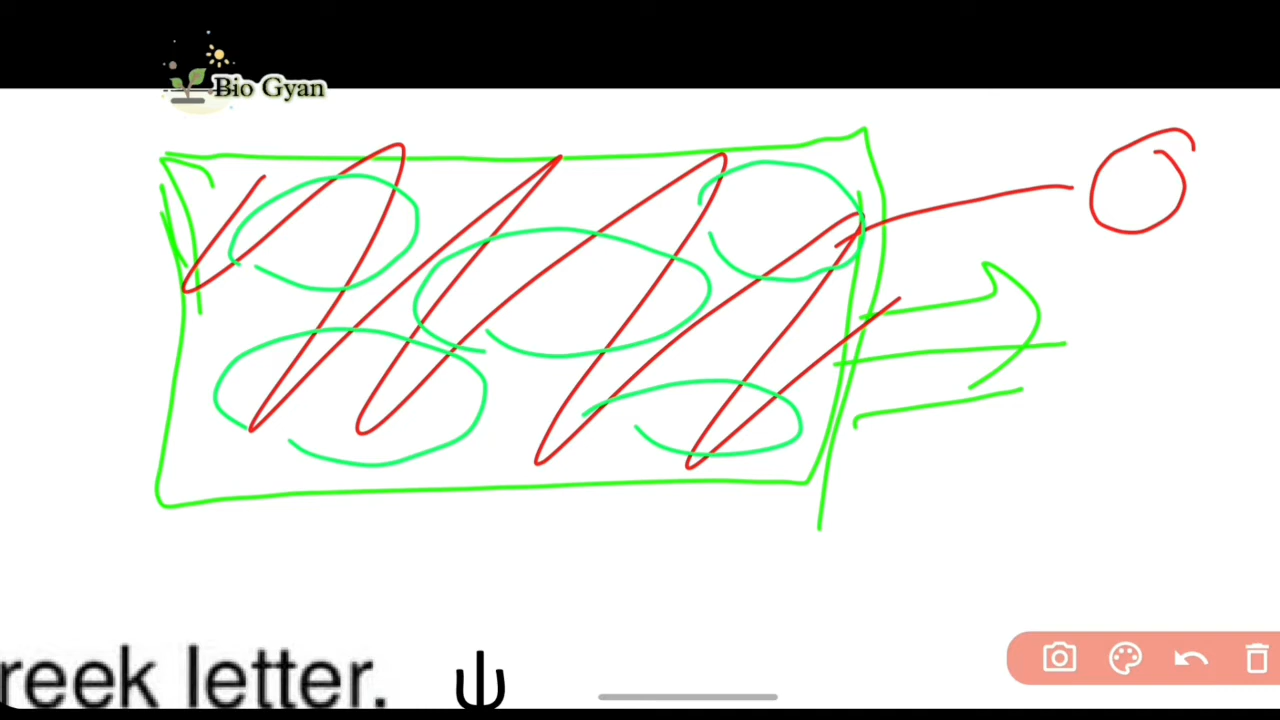 Bio Gyan
reek letter. ψ